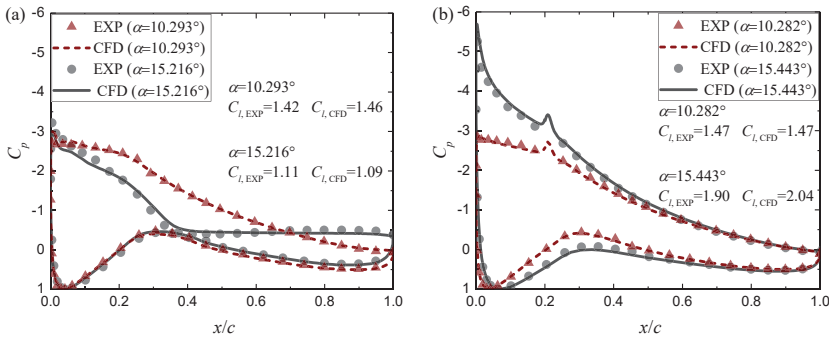 (a)
-6
-5
-4
-3
-2
-1
0
1
C_p
EXP (α=10.293°)
CFD (α=10.293°)
EXP (α=15.216°)
CFD (α=15.216°)
α=10.293°
C_l, EXP=1.42 C_l, CFD=1.46
α=15.216°
C_l, EXP=1.11 C_l, CFD=1.09
0.0 0.2 0.4 0.6 0.8 1.0
x/c
(b)
-6
-5
-4
-3
-2
-1
0
1
C_p
EXP (α=10.282°)
CFD (α=10.282°)
EXP (α=15.443°)
CFD (α=15.443°)
α=10.282°
C_l, EXP=1.47 C_l, CFD=1.47
α=15.443°
C_l, EXP=1.90 C_l, CFD=2.04
0.0 0.2 0.4 0.6 0.8 1.0
x/c